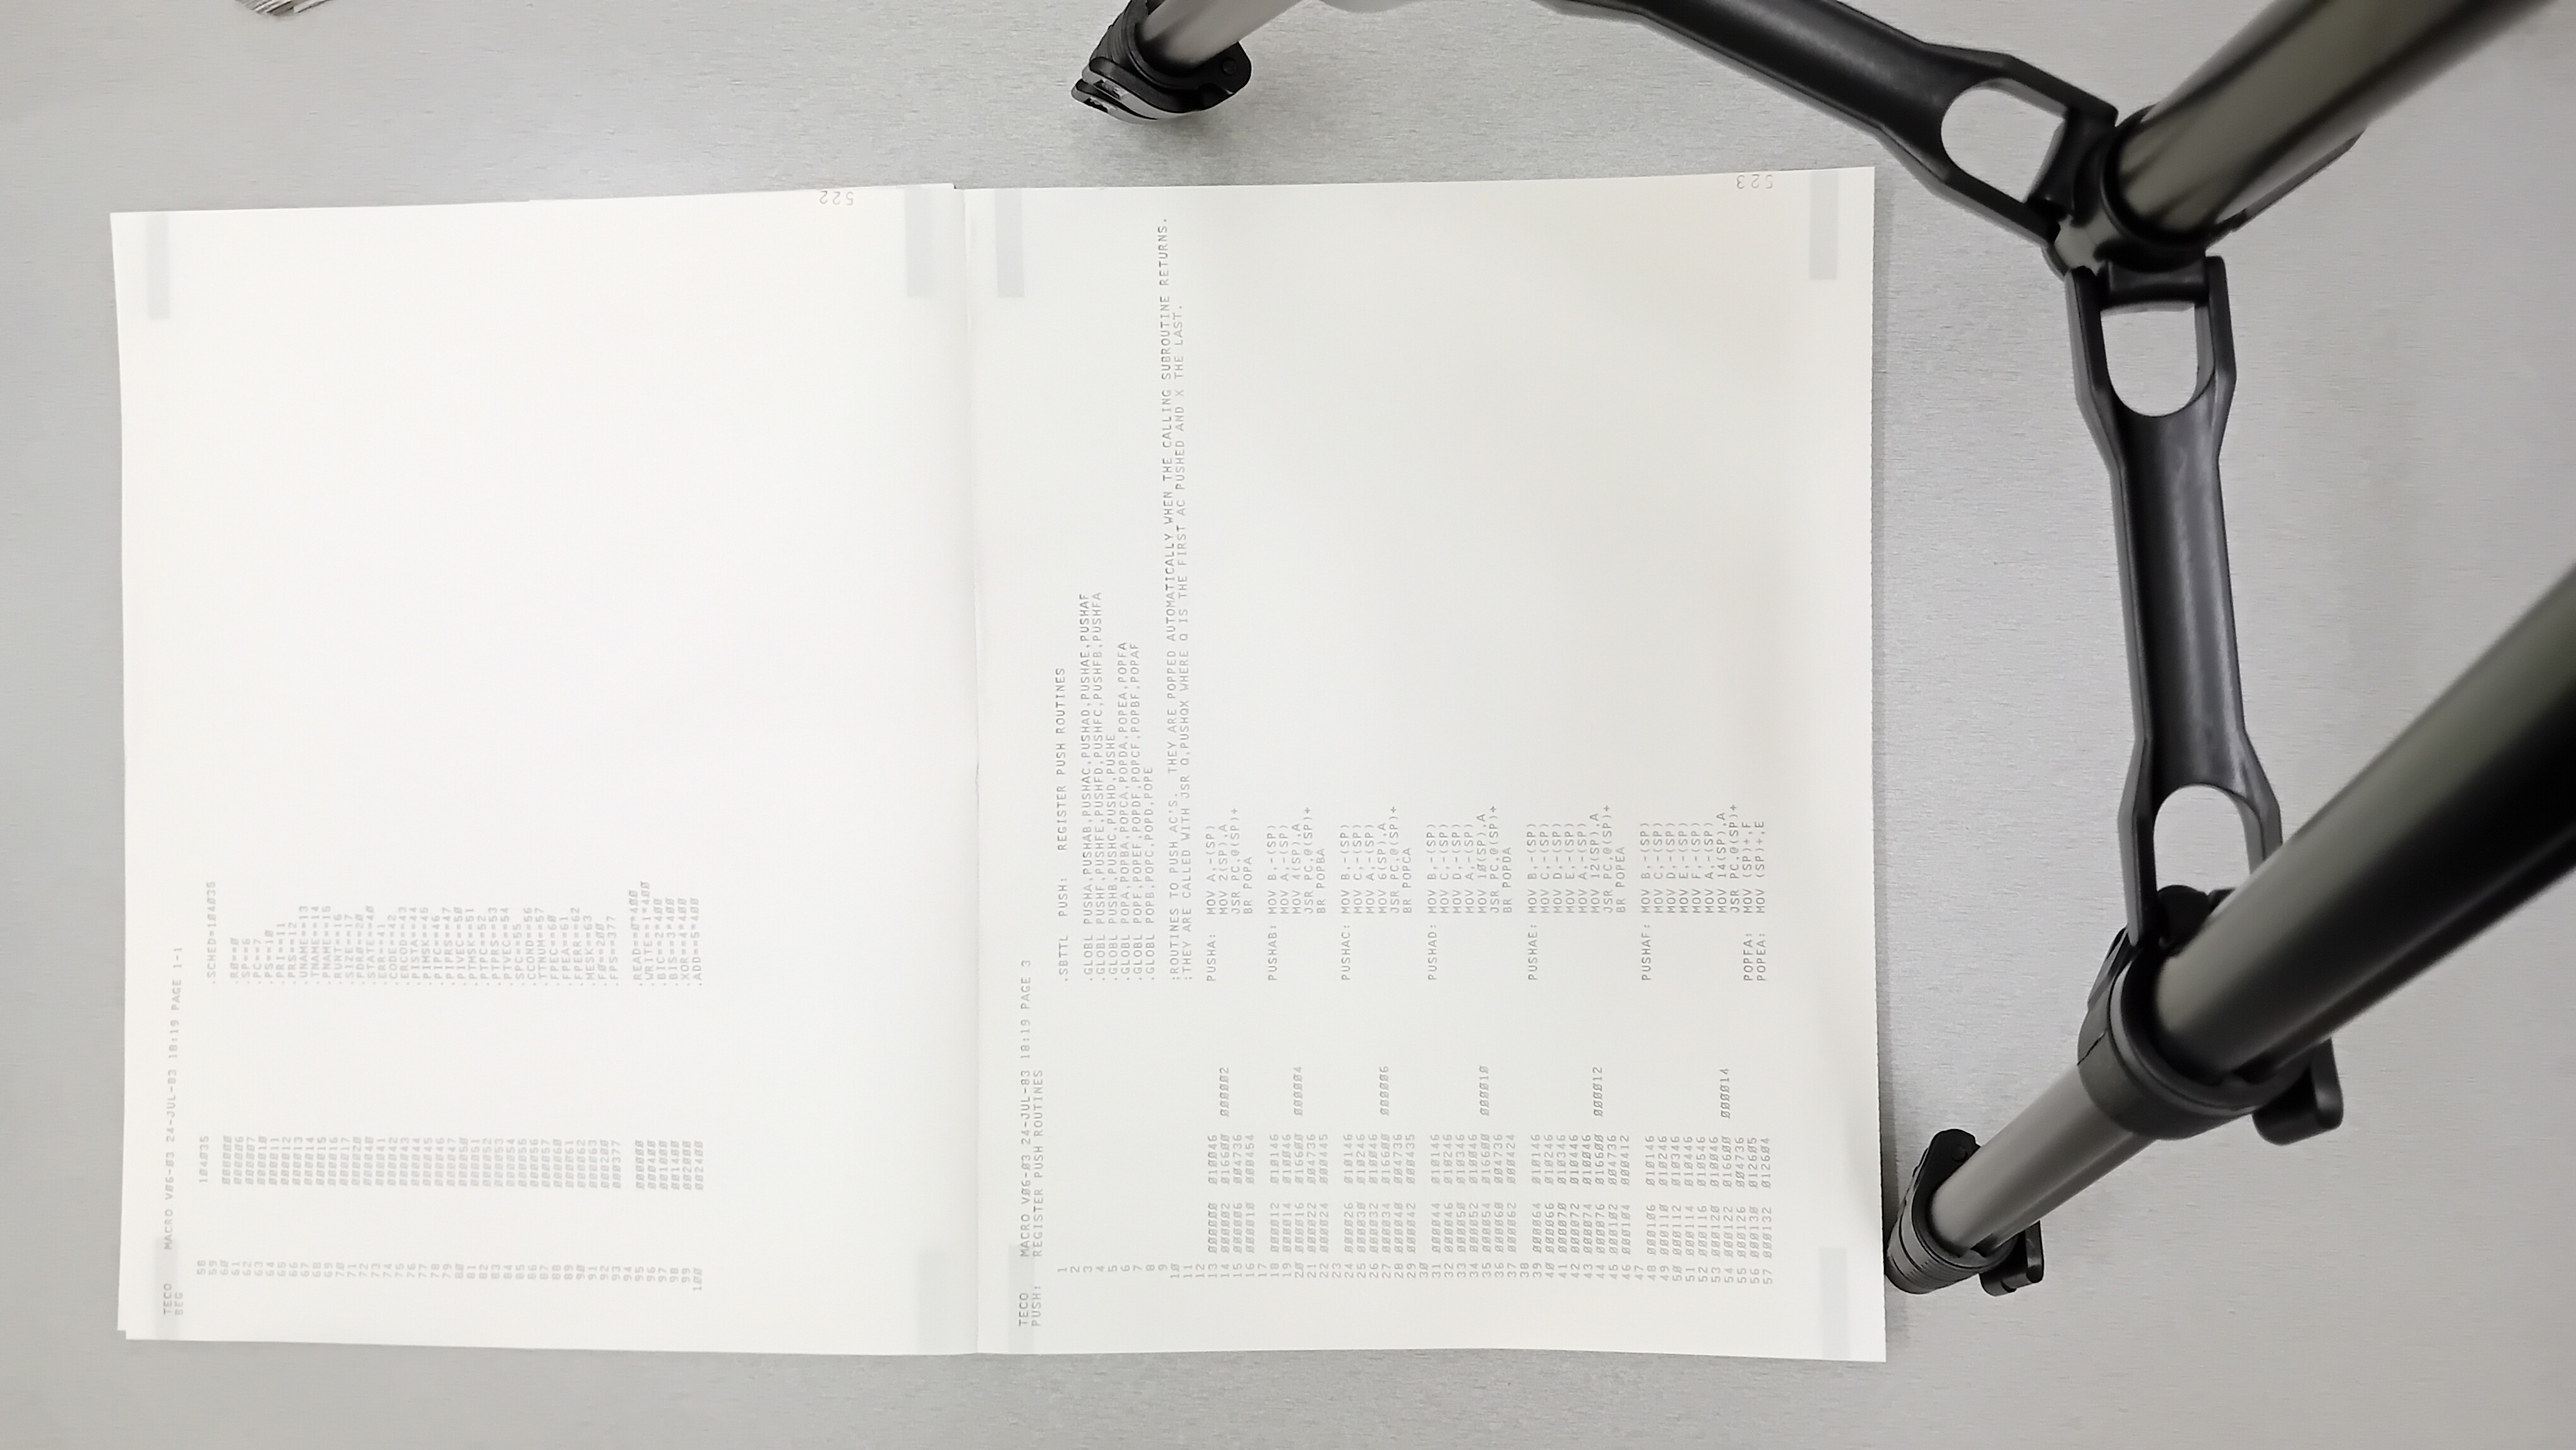 TECO MACRO V06-03 24-JUL-83 18:19 PAGE 1-1
BEG
58 104035 .SCHED=104035
59
60 000000 .R0==0
61 000006 .SP==6
62 000007 .PC==7
63 000010 .PS==10
64 000011 .PR1==11
65 000012 .PRS==12
66 000013 .UNAME==13
67 000014 .TNAME==14
68 000015 .PNAME==15
69 000016 .RUNT==16
70 000017
71 000020 .PDR0==20
72 000040 .STATE==40
73 000041 .ERR==41
74 000042 .CODE==42
75 000043 .ERCOD==43
76 000044 .PISTA==44
77 000045 .PIMSK==45
78 000046 .PIPC==46
79 000047 .PIPRS==47
80 000050 .PIVEC==50
81 000051 .PTMSK==51
82 000052 .PTPC==52
83 000053 .PTPRS==53
84 000054 .PTVEC==54
85 000055 .SPC==55
86 000056 .CCOND==56
87 000057 .TTNUM==57
88 000060 .FPEC==60
89 000061 .FPEA==61
90 000062 .FPER==62
91 000063 .MESK==63
92 000200 .F0==200
93 000377 .FPS==377
94
95 000000 .READ==0*400
96 000400 .WRITE==1*400
97 001000 .BIC==2*400
98 001400 .BIS==3*400
99 002000 .XOR==4*400
100 002400 .ADD==5*400
522
TECO MACRO V06-03 24-JUL-83 18:19 PAGE 3
PUSH: REGISTER PUSH ROUTINES
1 .SBTTL PUSH: REGISTER PUSH ROUTINES
2
3 .GLOBL PUSHA,PUSHAB,PUSHAC,PUSHAD,PUSHAE,PUSHAF
4 .GLOBL PUSHF,PUSHFE,PUSHFD,PUSHFC,PUSHFB,PUSHFA
5 .GLOBL PUSHB,PUSHC,PUSHD,PUSHE
6 .GLOBL POPA,POPBA,POPCA,POPDA,POPEA,POPFA
7 .GLOBL POPF,POPEF,POPDF,POPCF,POPBF,POPAF
8 .GLOBL POPB,POPC,POPD,POPE
9
10 ;ROUTINES TO PUSH AC'S. THEY ARE POPPED AUTOMATICALLY WHEN THE CALLING SUBROUTINE RETURNS.
11 ;THEY ARE CALLED WITH JSR Q,PUSHQX WHERE Q IS THE FIRST AC PUSHED AND X THE LAST.
12
13 000000 010046 PUSHA: MOV A,-(SP)
14 000002 016600 000002 MOV 2(SP),A
15 000006 004736 JSR PC,@(SP)+
16 000010 000454 BR POPA
17
18 000012 010146 PUSHAB: MOV B,-(SP)
19 000014 010046 MOV A,-(SP)
20 000016 016600 000004 MOV 4(SP),A
21 000022 004736 JSR PC,@(SP)+
22 000024 000445 BR POPBA
23
24 000026 010146 PUSHAC: MOV B,-(SP)
25 000030 010246 MOV C,-(SP)
26 000032 010046 MOV A,-(SP)
27 000034 016600 000006 MOV 6(SP),A
28 000040 004736 JSR PC,@(SP)+
29 000042 000435 BR POPCA
30
31 000044 010146 PUSHAD: MOV B,-(SP)
32 000046 010246 MOV C,-(SP)
33 000050 010346 MOV D,-(SP)
34 000052 010046 MOV A,-(SP)
35 000054 016600 000010 MOV 10(SP),A
36 000060 004736 JSR PC,@(SP)+
37 000062 000424 BR POPDA
38
39 000064 010146 PUSHAE: MOV B,-(SP)
40 000066 010246 MOV C,-(SP)
41 000070 010346 MOV D,-(SP)
42 000072 010446 MOV E,-(SP)
43 000074 010046 MOV A,-(SP)
44 000076 016600 000012 MOV 12(SP),A
45 000102 004736 JSR PC,@(SP)+
46 000104 000412 BR POPEA
47
48 000106 010146 PUSHAF: MOV B,-(SP)
49 000110 010246 MOV C,-(SP)
50 000112 010346 MOV D,-(SP)
51 000114 010446 MOV E,-(SP)
52 000116 010546 MOV F,-(SP)
53 000120 010046 MOV A,-(SP)
54 000122 016600 000014 MOV 14(SP),A
55 000126 004736 JSR PC,@(SP)+
56 000130 012605 POPFA: MOV (SP)+,F
57 000132 012604 POPEA: MOV (SP)+,E
523